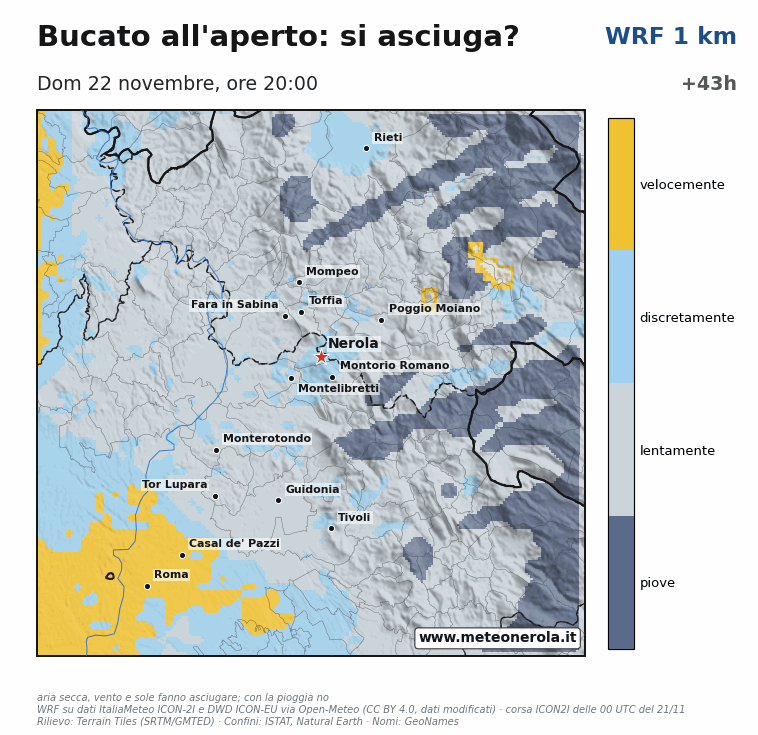 Bucato all'aperto: si asciuga?
WRF 1 km
Dom 22 novembre, ore 20:00
+43h
Rieti
Mompeo
Fara in Sabina
Toffia
Poggio Moiano
Nerola
Montorio Romano
Montelibretti
Monterotondo
Tor Lupara
Guidonia
Tivoli
Casal de' Pazzi
Roma
www.meteonerola.it
velocemente
discretamente
lentamente
piove
aria secca, vento e sole fanno asciugare; con la pioggia no
WRF su dati ItaliaMeteo ICON-2I e DWD ICON-EU via Open-Meteo (CC BY 4.0, dati modificati) · corsa ICON2I delle 00 UTC del 21/11
Rilievo: Terrain Tiles (SRTM/GMTED) · Confini: ISTAT, Natural Earth · Nomi: GeoNames